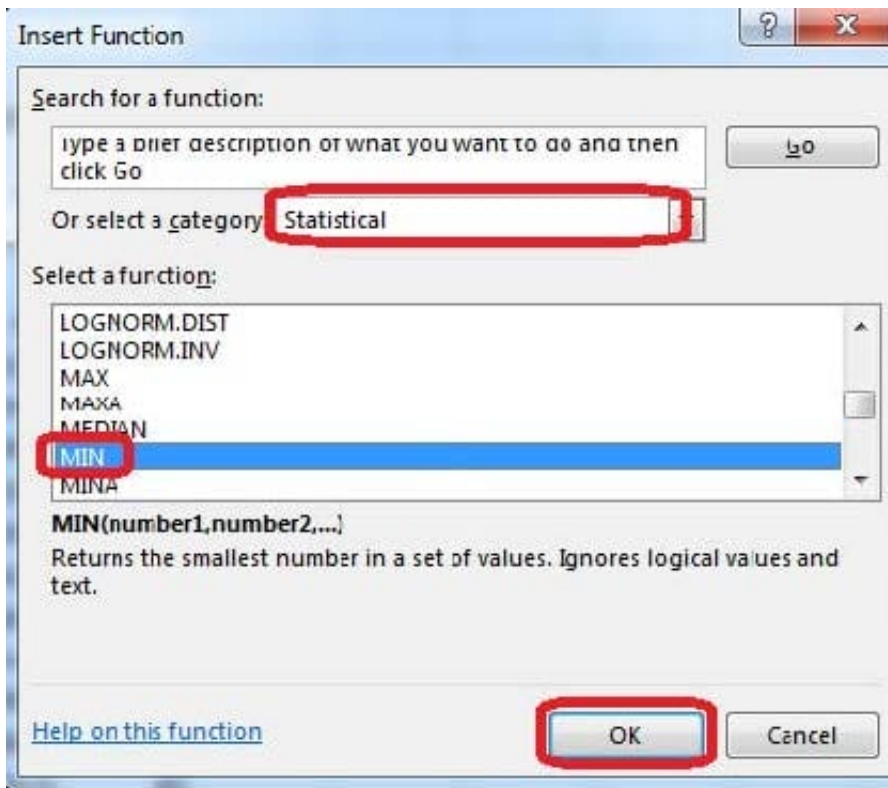 Insert Function
?
X
Search for a function:
Type a brief description of what you want to do and then
click Go
Go
Or select a category
Statistical
Select a function:
LOGNORM.DIST
LOGNORM.INV
MAX
MAXA
MEDIAN
MIN
MINA
MIN(number1,number2,...)
Returns the smallest number in a set of values. Ignores logical values and
text.
Help on this function
OK
Cancel